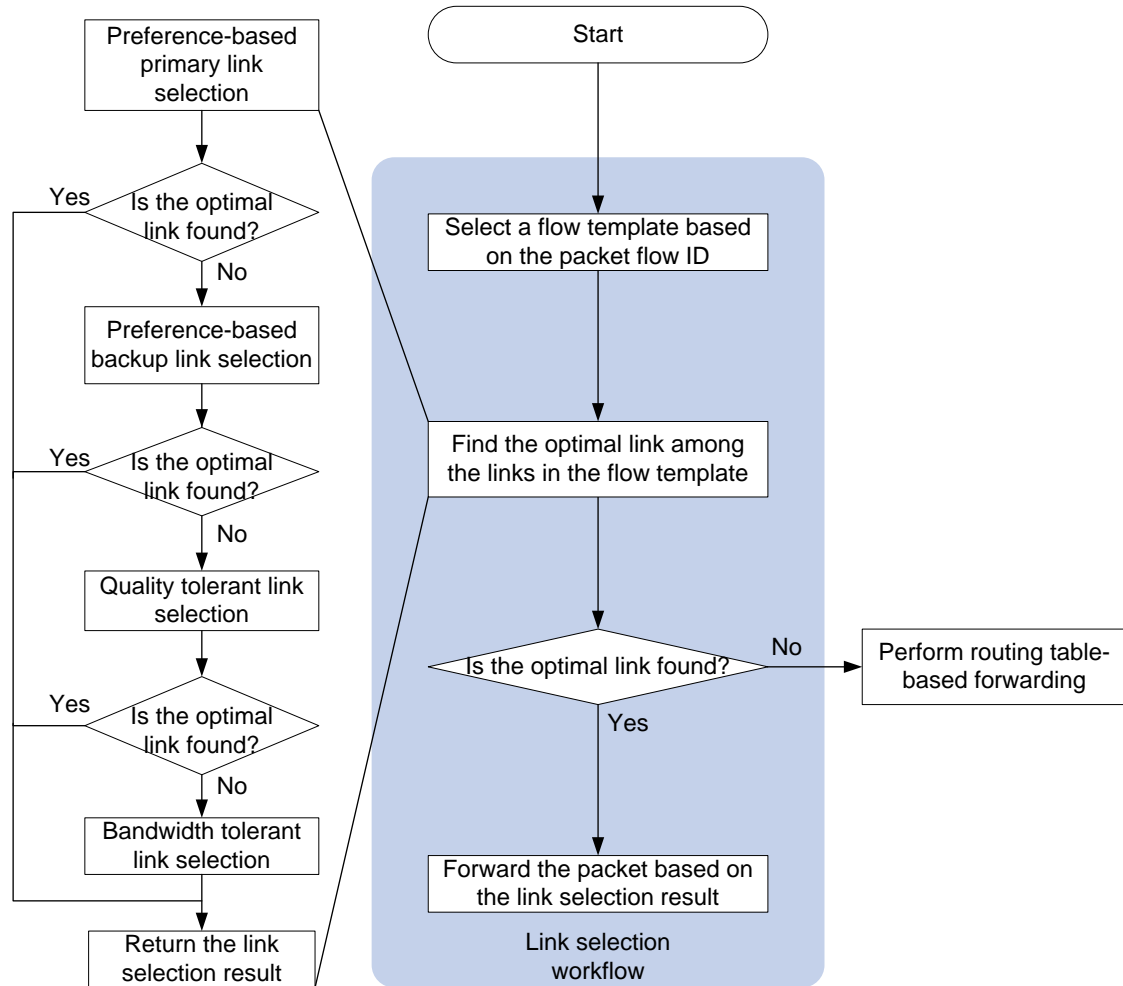 Preference-based
primary link
selection
Yes
Is the optimal
link found?
No
Preference-based
backup link selection
Yes
Is the optimal
link found?
No
Quality tolerant link
selection
Yes
Is the optimal
link found?
No
Bandwidth tolerant
link selection
Return the link
selection result
Start
Select a flow template based
on the packet flow ID
Find the optimal link among
the links in the flow template
Is the optimal link found?
No
Perform routing table-
based forwarding
Yes
Forward the packet based on
the link selection result
Link selection
workflow